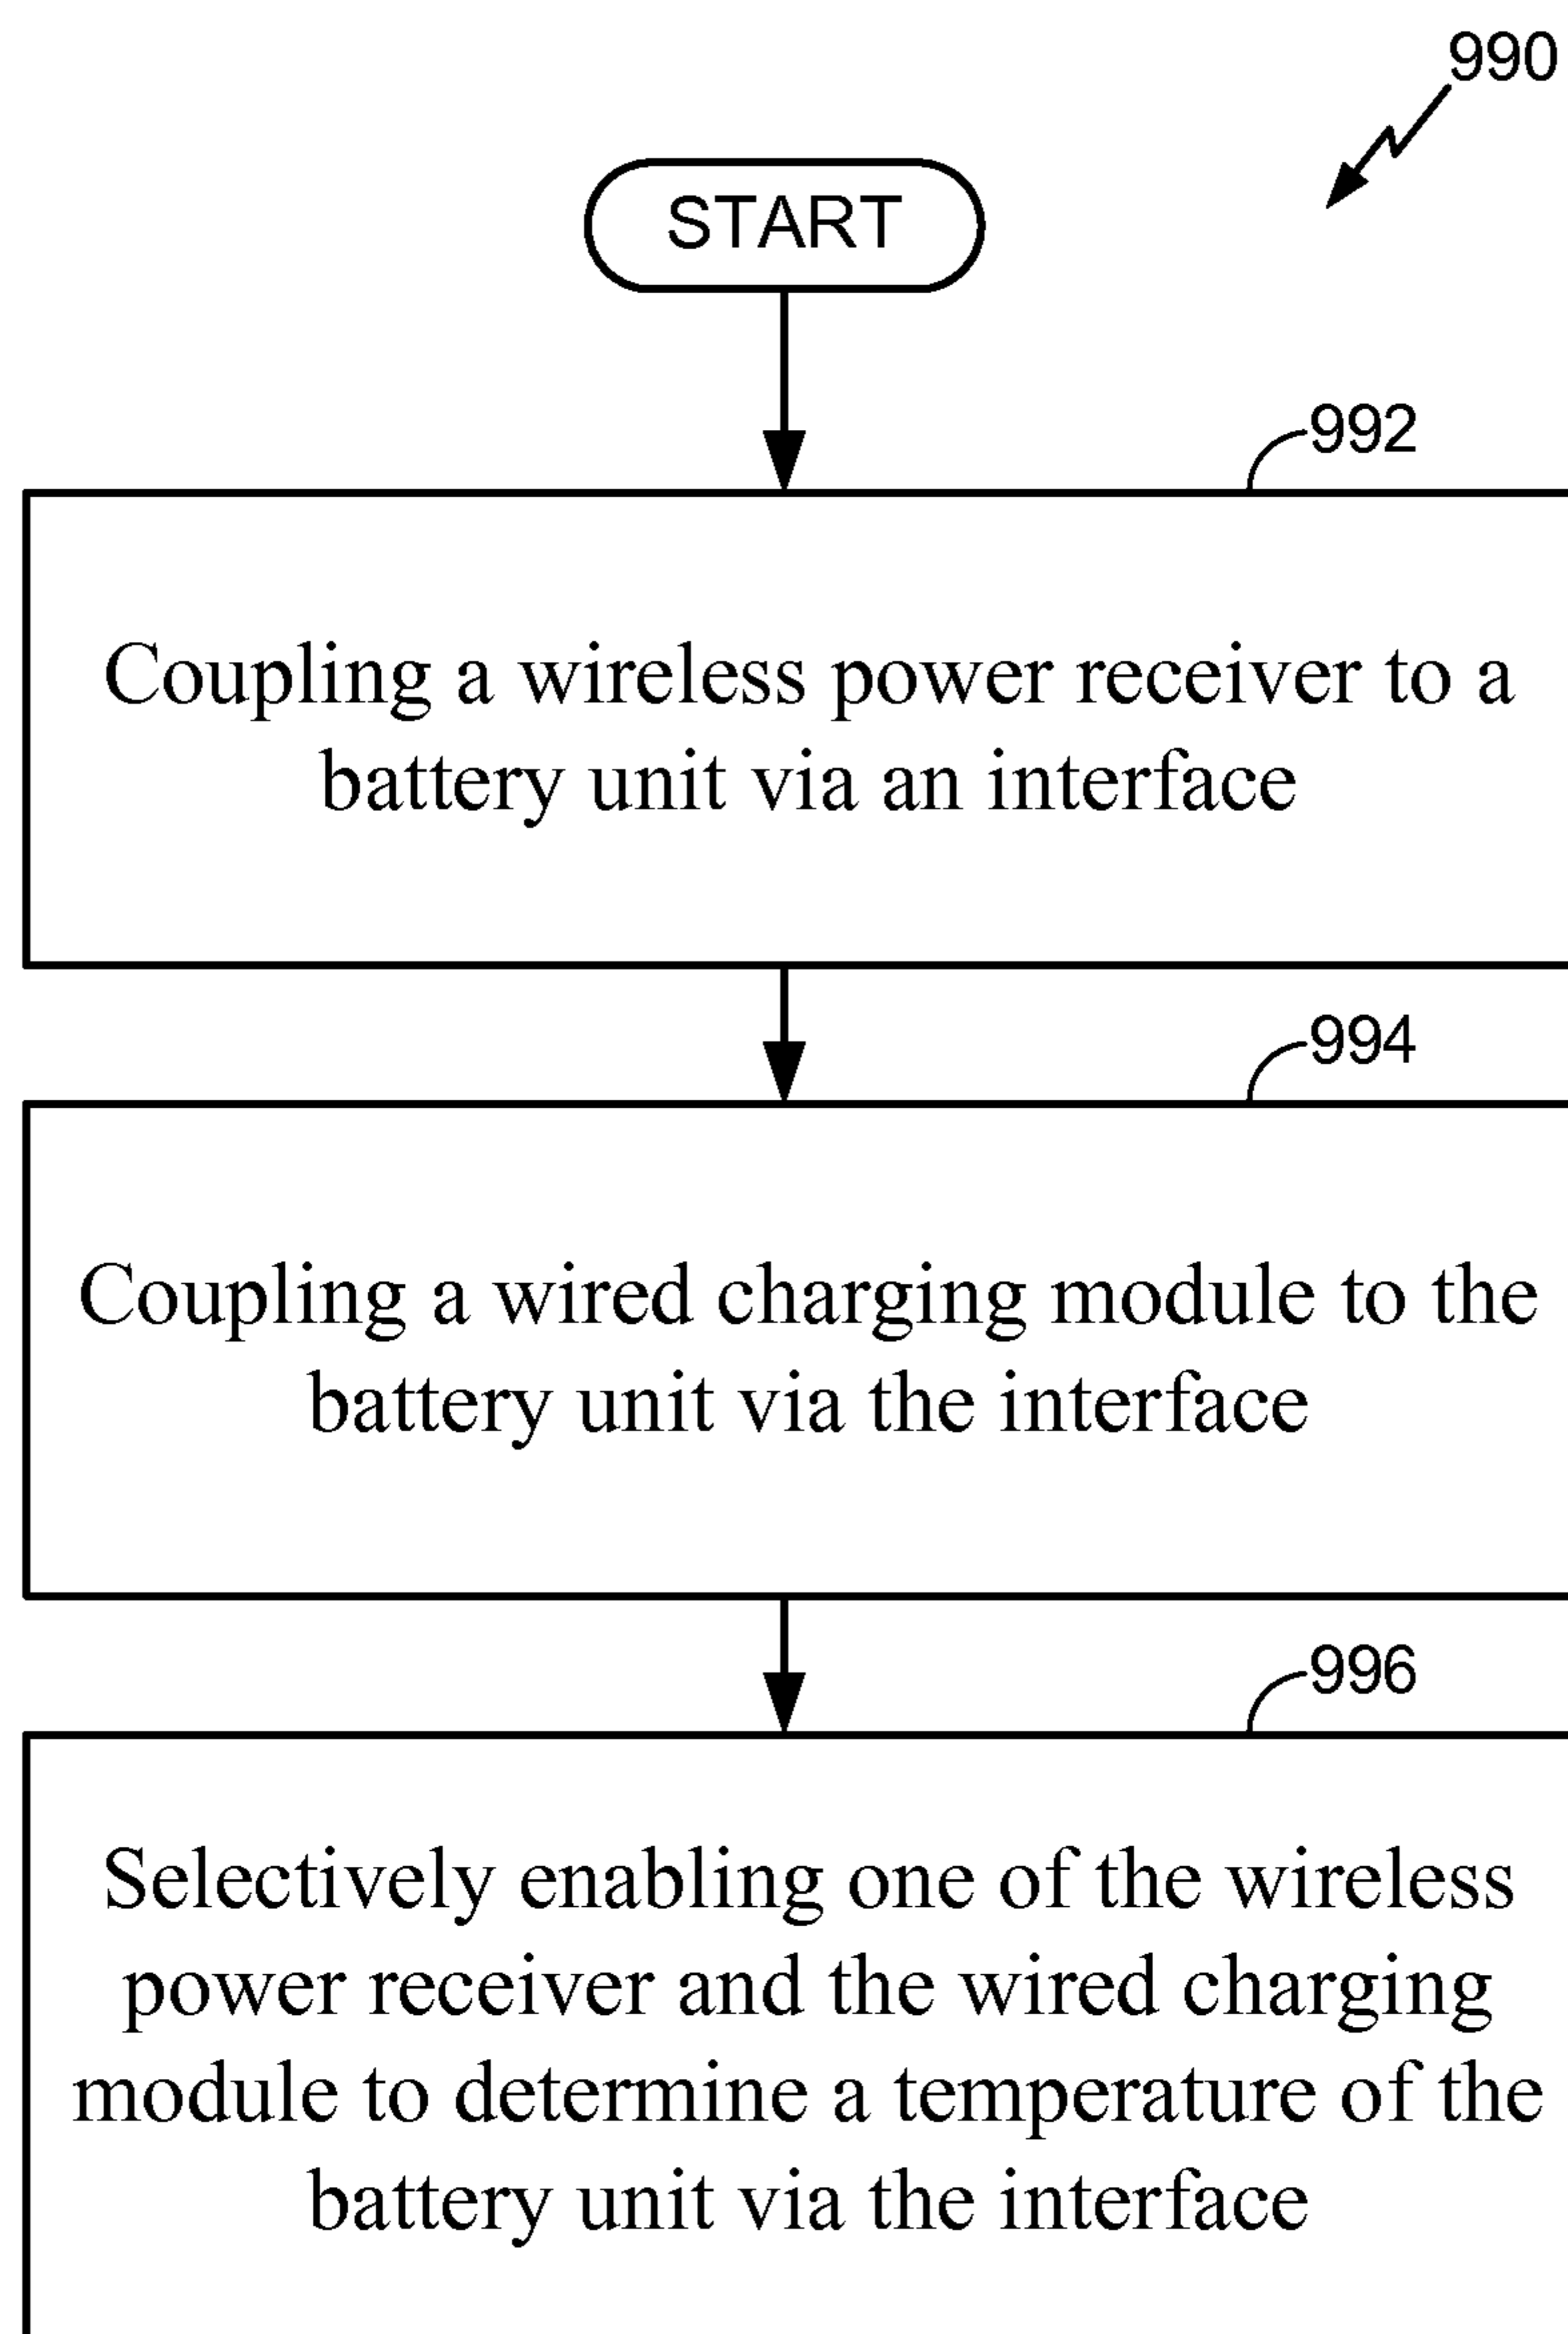 990
START
992
Coupling a wireless power receiver to a
battery unit via an interface
994
Coupling a wired charging module to the
battery unit via the interface
996
Selectively enabling one of the wireless
power receiver and the wired charging
module to determine a temperature of the
battery unit via the interface